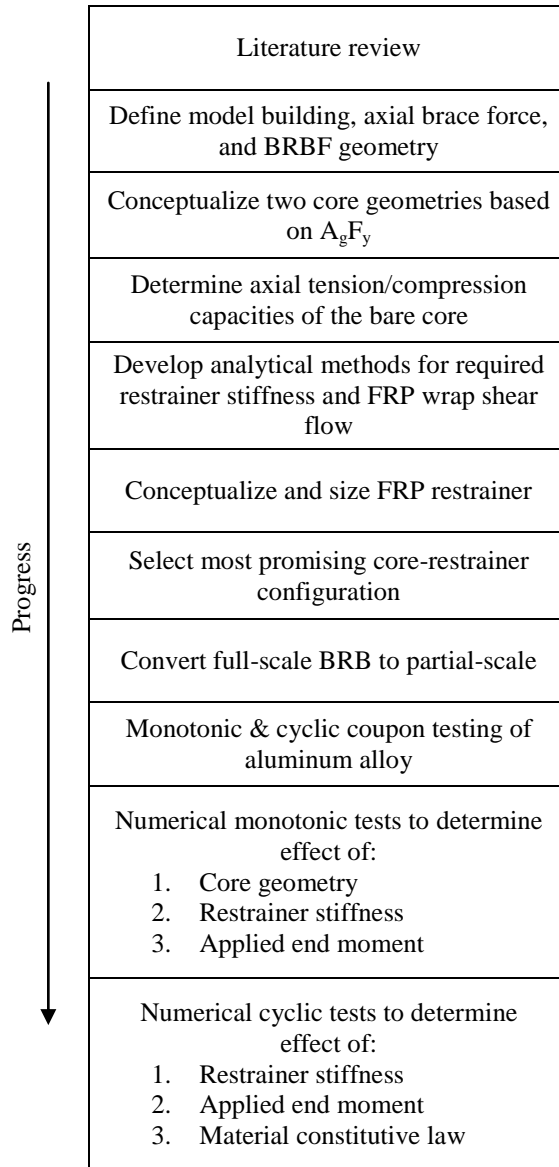 Literature review
Define model building, axial brace force,
and BRBF geometry
Conceptualize two core geometries based
on AgFy
Determine axial tension/compression
capacities of the bare core
Develop analytical methods for required
restrainer stiffness and FRP wrap shear
flow
Conceptualize and size FRP restrainer
Select most promising core-restrainer
configuration
Convert full-scale BRB to partial-scale
Monotonic & cyclic coupon testing of
aluminum alloy
Numerical monotonic tests to determine
effect of:
1. Core geometry
2. Restrainer stiffness
3. Applied end moment
Numerical cyclic tests to determine
effect of:
1. Restrainer stiffness
2. Applied end moment
3. Material constitutive law
Progress